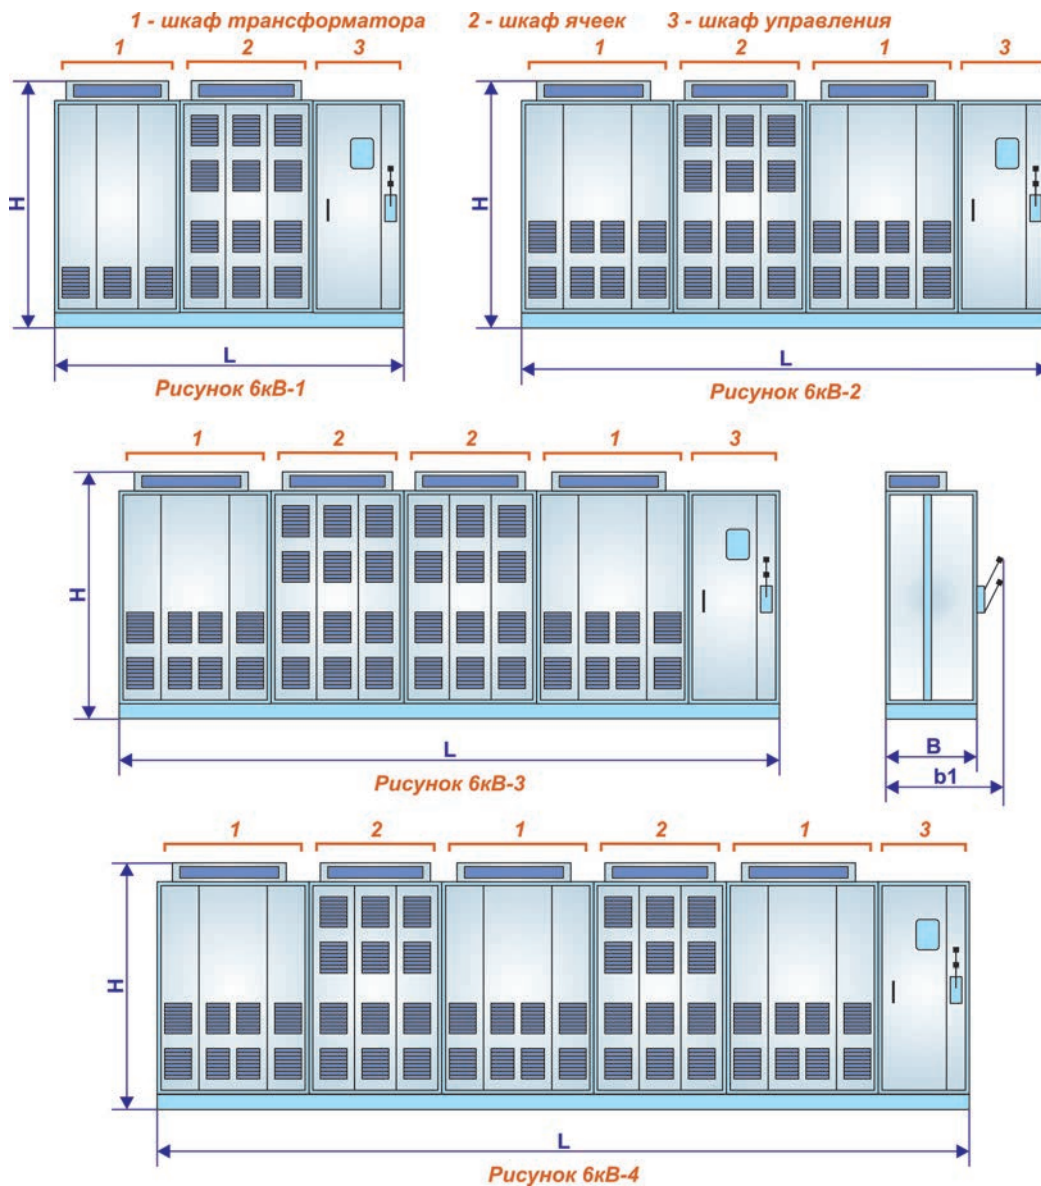 1 - шкаф трансформатора 2 - шкаф ячеек 3 - шкаф управления
1 2 3 1 2 1 3
H H
L L
Рисунок 6кВ-1 Рисунок 6кВ-2
1 2 2 1 3
H
L B
Рисунок 6кВ-3 b1
1 2 1 2 1 3
H
L
Рисунок 6кВ-4